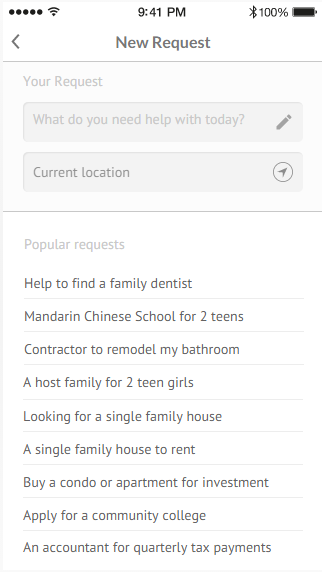 9:41 PM
100%
New Request
Your Request
What do you need help with today?
Current location
Popular requests
Help to find a family dentist
Mandarin Chinese School for 2 teens
Contractor to remodel my bathroom
A host family for 2 teen girls
Looking for a single family house
A single family house to rent
Buy a condo or apartment for investment
Apply for a community college
An accountant for quarterly tax payments